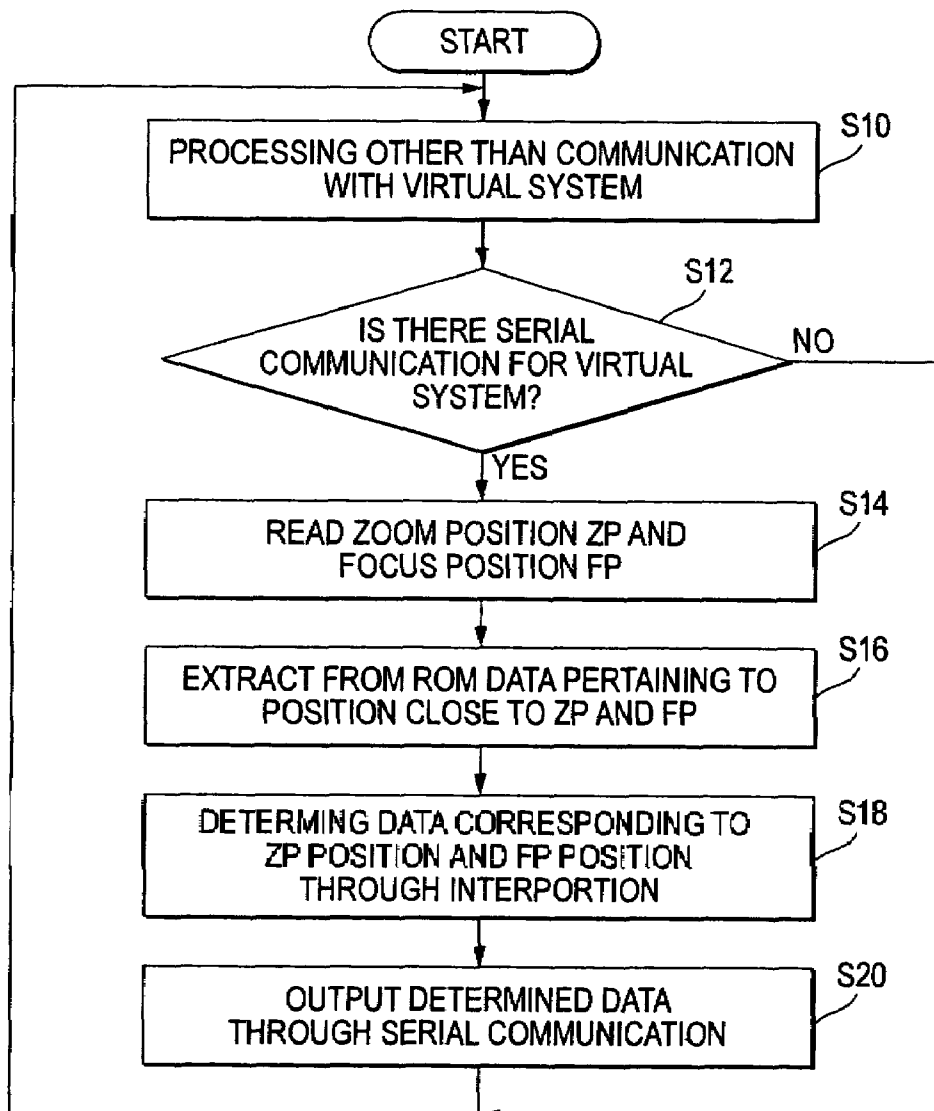 START
S10
PROCESSING OTHER THAN COMMUNICATION
WITH VIRTUAL SYSTEM
S12
IS THERE SERIAL
COMMUNICATION FOR VIRTUAL
SYSTEM?
NO
YES
S14
READ ZOOM POSITION ZP AND
FOCUS POSITION FP
S16
EXTRACT FROM ROM DATA PERTAINING TO
POSITION CLOSE TO ZP AND FP
S18
DETERMING DATA CORRESPONDING TO
ZP POSITION AND FP POSITION
THROUGH INTERPORTION
S20
OUTPUT DETERMINED DATA
THROUGH SERIAL COMMUNICATION